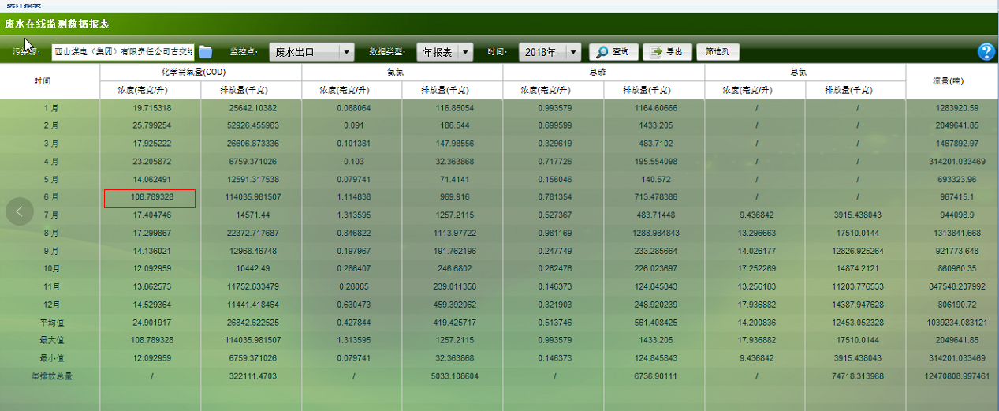 统计报表
废水在线监测数据报表
污染源: 西山煤电（集团）有限责任公司古交 监控点: 废水出口 数据类型: 年报表 时间: 2018年 查询 导出 筛选列
时间 化学需氧量(COD) 氨氮 总磷 总氮 流量(吨)
浓度(毫克/升) 排放量(千克) 浓度(毫克/升) 排放量(千克) 浓度(毫克/升) 排放量(千克) 浓度(毫克/升) 排放量(千克)
1月 19.715318 25642.10382 0.088064 116.85054 0.993579 1164.60666 / / 1283920.59
2月 25.799254 52926.455963 0.091 186.544 0.699599 1433.205 / / 2049641.85
3月 17.925222 26606.873336 0.101381 147.98556 0.329619 483.7102 / / 1467892.97
4月 23.205872 6759.371026 0.103 32.363868 0.717726 195.554098 / / 314201.033469
5月 14.062491 12591.317538 0.079741 71.4141 0.156046 140.572 / / 693323.96
6月 108.789328 114035.981507 1.114838 969.916 0.781354 713.478386 / / 967415.1
7月 17.404746 14571.44 1.313595 1257.2115 0.527367 483.71448 9.436842 3915.438043 944098.9
8月 17.299867 22372.717687 0.846822 1113.97722 0.981169 1288.984843 13.296663 17510.0144 1313841.668
9月 14.136021 12968.46748 0.197967 191.762196 0.247749 233.285664 14.026177 12826.925264 921773.648
10月 12.092959 10442.49 0.286407 246.6802 0.262476 226.023697 17.252269 14874.2121 860960.35
11月 13.862573 11752.833479 0.28085 239.011358 0.146373 124.845843 13.256183 11203.776533 847548.207992
12月 14.529364 11441.418464 0.630473 459.392062 0.321903 248.920239 17.936882 14387.947628 806190.72
平均值 24.901917 26842.622525 0.427844 419.425717 0.513746 561.408425 14.200836 12453.052328 1039234.083121
最大值 108.789328 114035.981507 1.313595 1257.2115 0.993579 1433.205 17.936882 17510.0144 2049641.85
最小值 12.092959 6759.371026 0.079741 32.363868 0.146373 124.845843 9.436842 3915.438043 314201.033469
年排放总量 / 322111.4703 / 5033.108604 / 6736.90111 / 74718.313968 12470808.997461